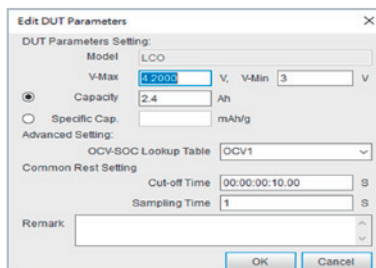 Edit DUT Parameters
DUT Parameters Setting:
Model LCO
V-Max 4.2000 V, V-Min 3 V
Capacity 2.4 Ah
Specific Cap. mAh/g
Advanced Setting:
OCV-SOC Lookup Table OCV1
Common Rest Setting
Cut-off Time 00:00:00:10.00 S
Sampling Time 1 S
Remark
OK Cancel